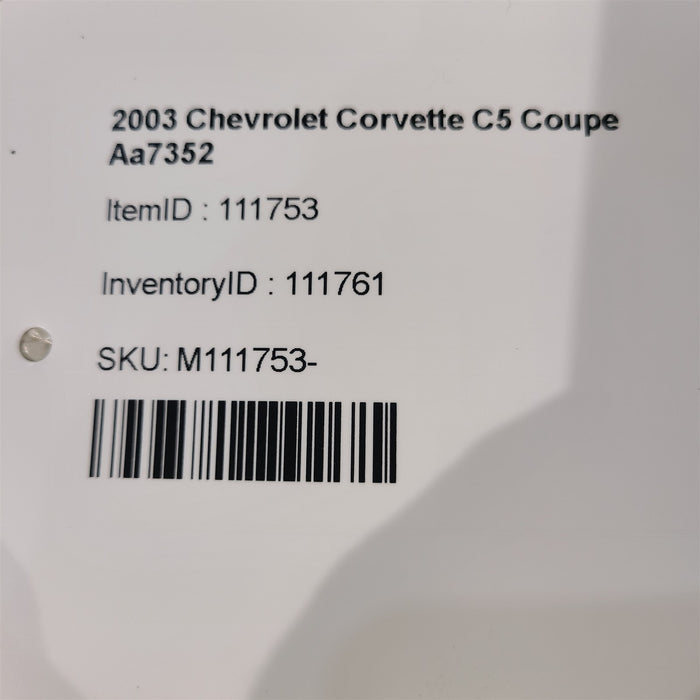 2003 Chevrolet Corvette C5 Coupe
Aa7352
ItemID : 111753
InventoryID : 111761
SKU: M111753-